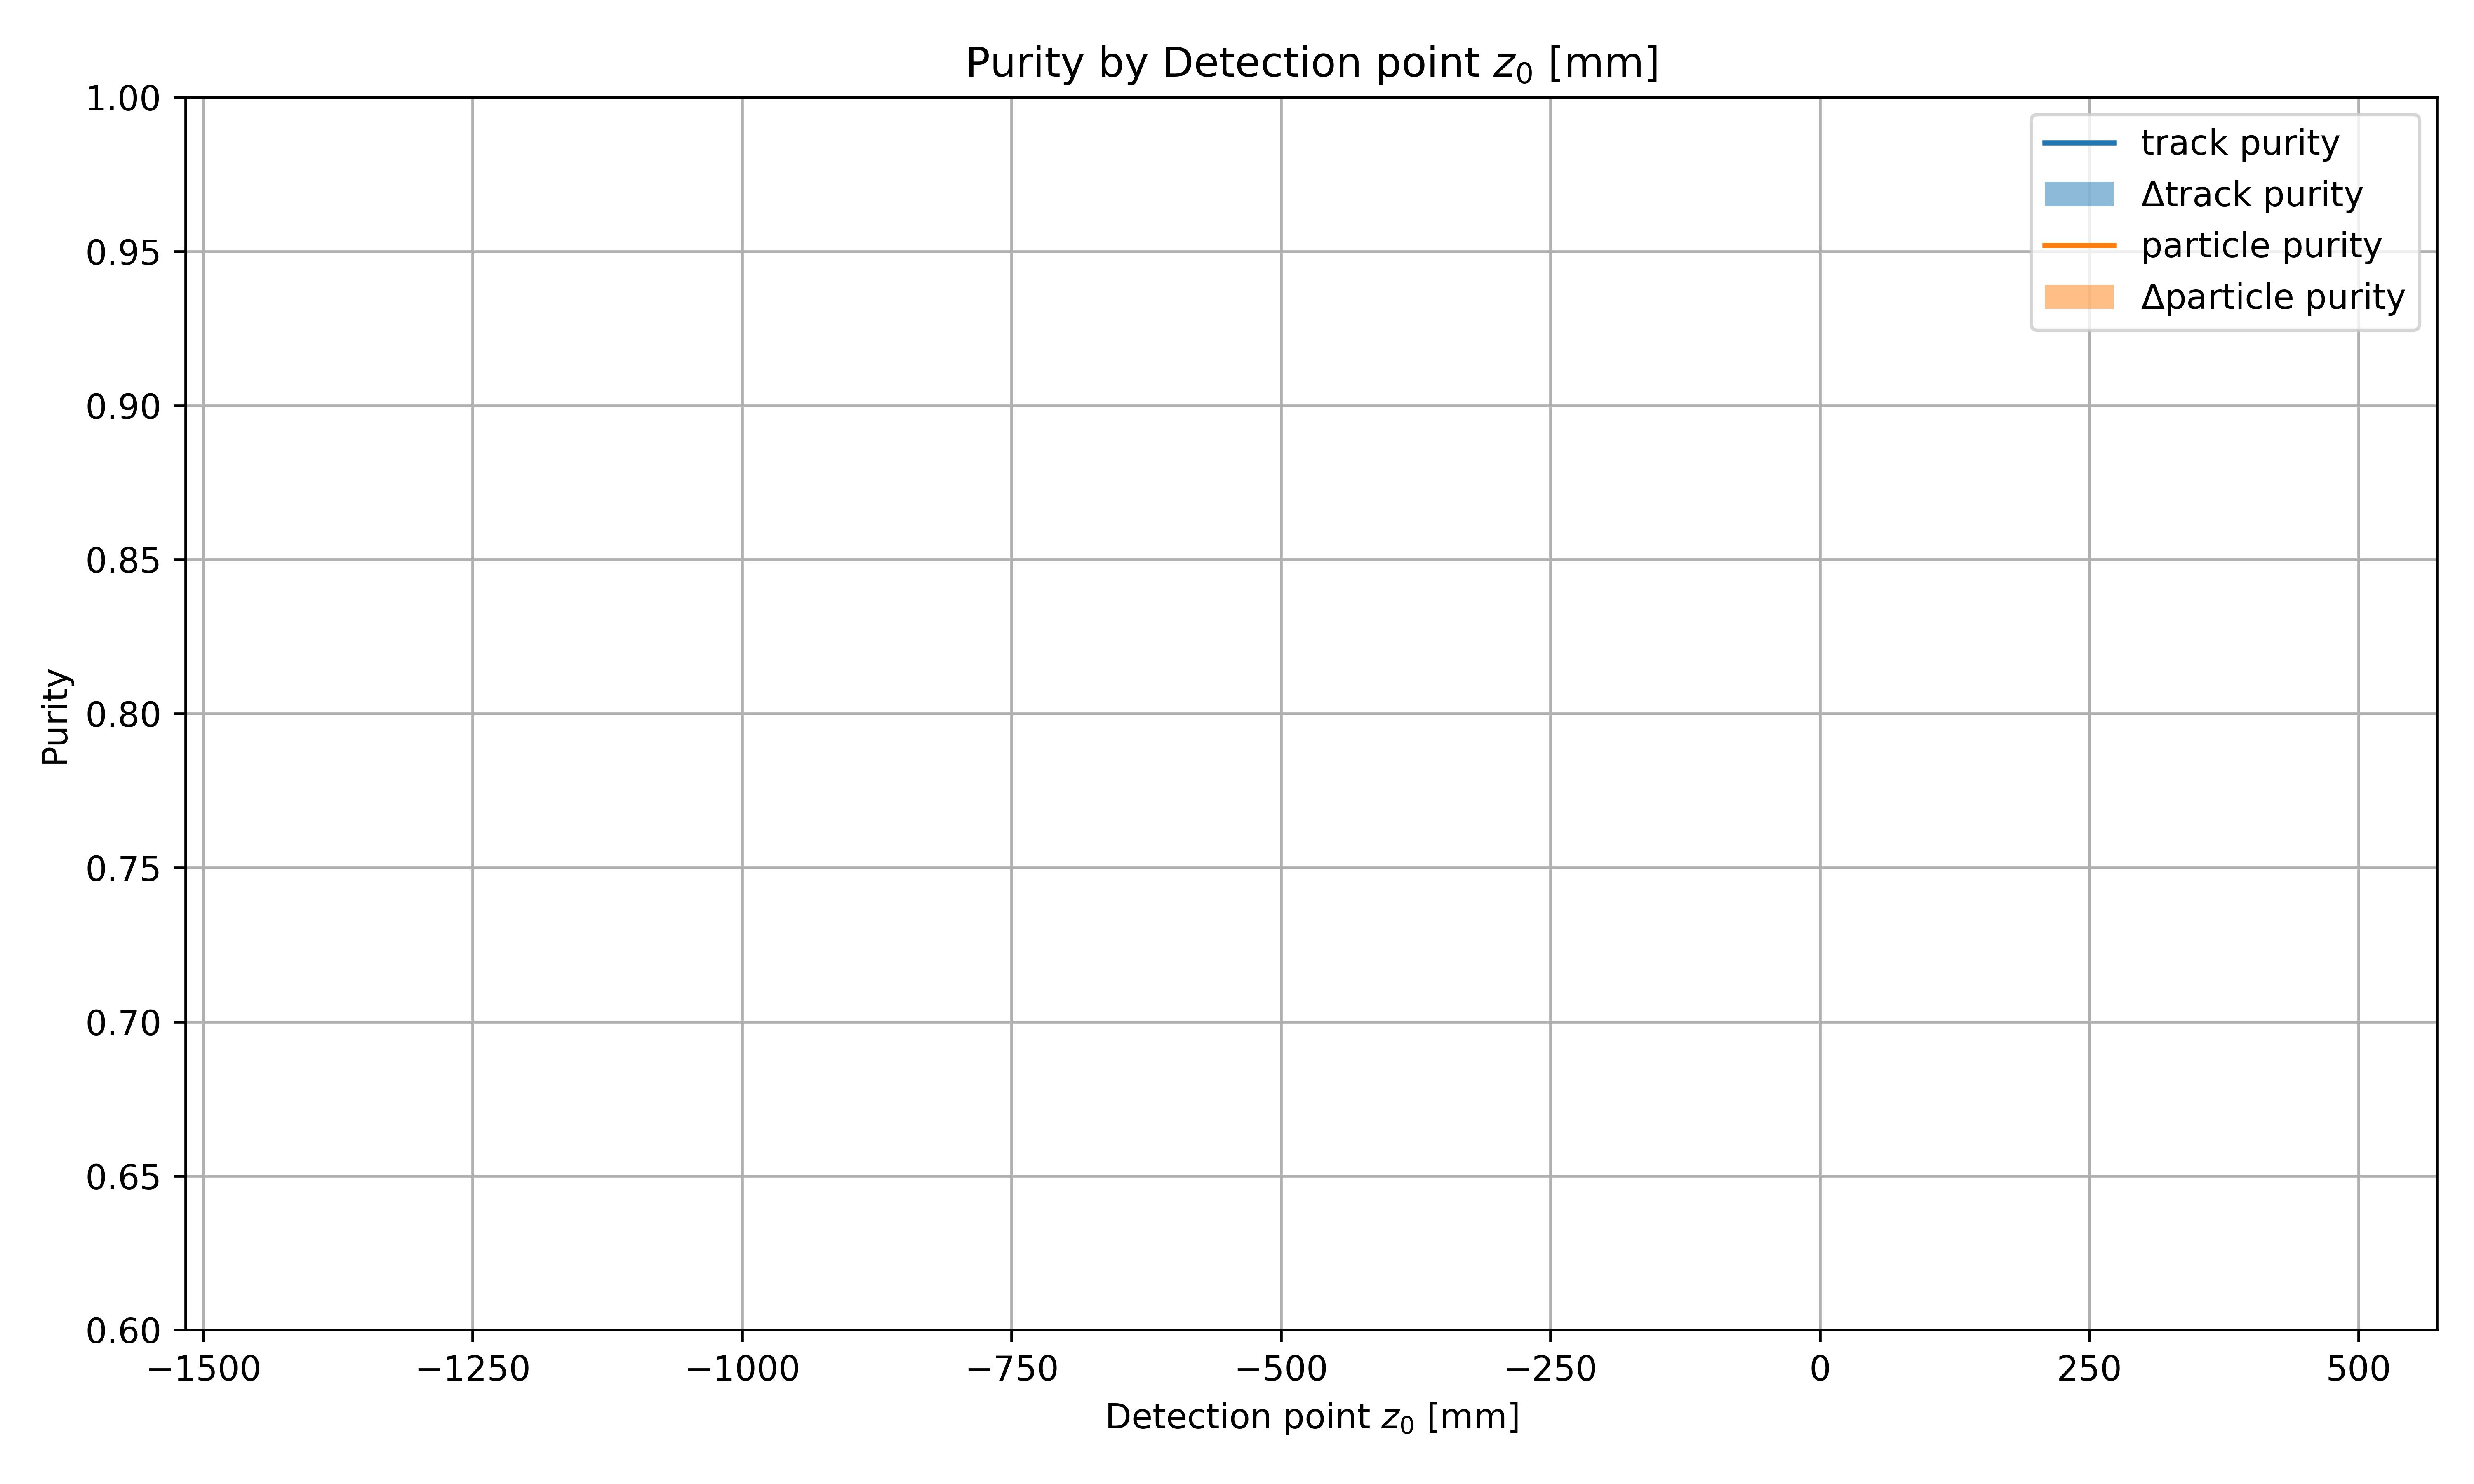 Purity by Detection point z₀ [mm]
1.00
0.95
0.90
0.85
0.80
0.75
0.70
0.65
0.60
Purity
track purity
Δtrack purity
particle purity
Δparticle purity
−1500 −1250 −1000 −750 −500 −250 0 250 500
Detection point z₀ [mm]